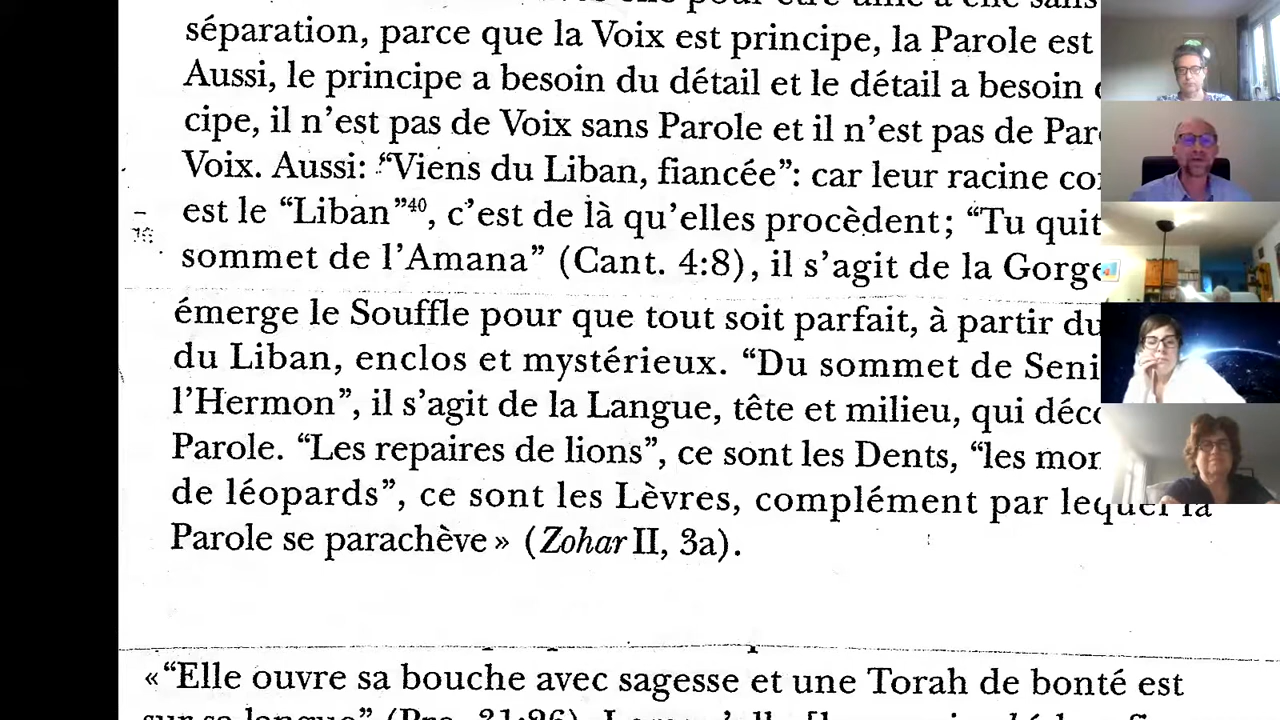 séparation, parce que la Voix est principe, la Parole est
Aussi, le principe a besoin du détail et le détail a besoin
cipe, il n'est pas de Voix sans Parole et il n'est pas de
Voix. Aussi: “Viens du Liban, fiancée”: car leur racine
est le “Liban”⁴⁰, c'est de là qu'elles procèdent; “Tu
sommet de l'Amana” (Cant. 4:8), il s'agit de la
émerge le Souffle pour que tout soit parfait, à partir du
du Liban, enclos et mystérieux. “Du sommet de
l'Hermon”, il s'agit de la Langue, tête et milieu, qui
Parole. “Les repaires de lions”, ce sont les Dents, “les
de léopards”, ce sont les Lèvres, complément par lequel la
Parole se parachève» (Zohar II, 3a).
«“Elle ouvre sa bouche avec sagesse et une Torah de bonté est